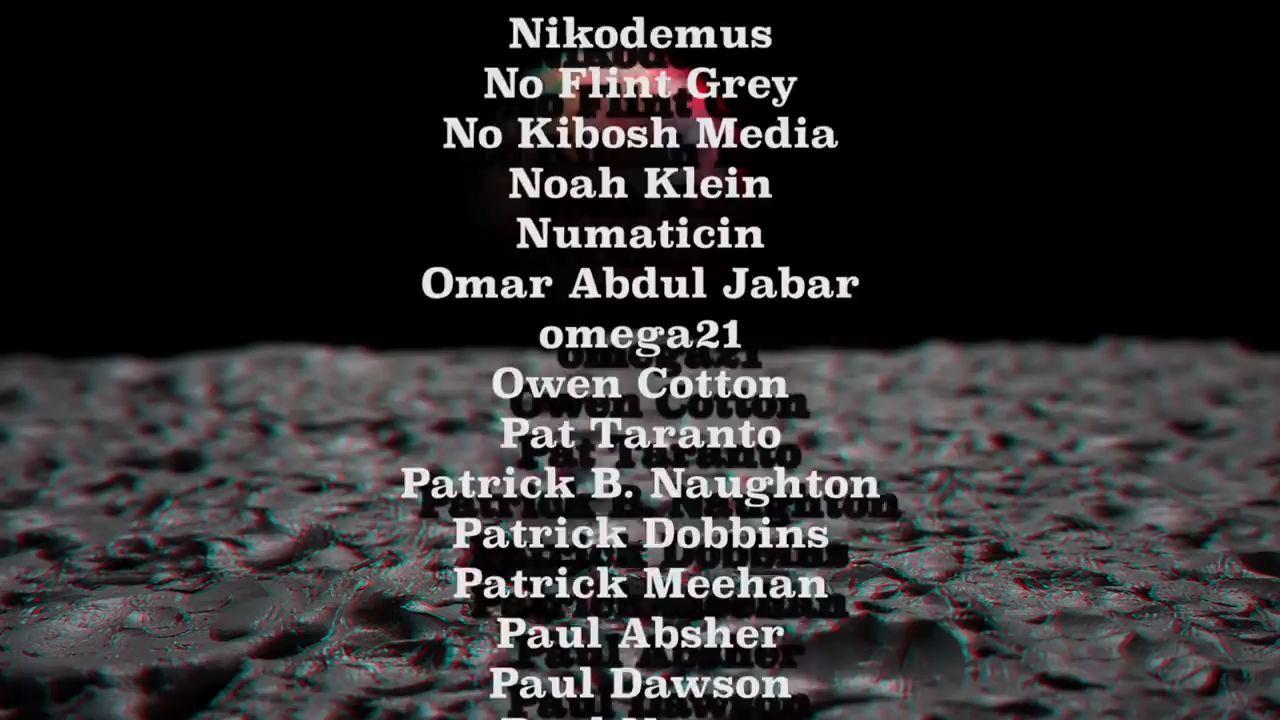 Nikodemus
No Flint Grey
No Kibosh Media
Noah Klein
Numaticin
Omar Abdul Jabar
omega21
Owen Cotton
Pat Taranto
Patrick B. Naughton
Patrick Dobbins
Patrick Meehan
Paul Absher
Paul Dawson